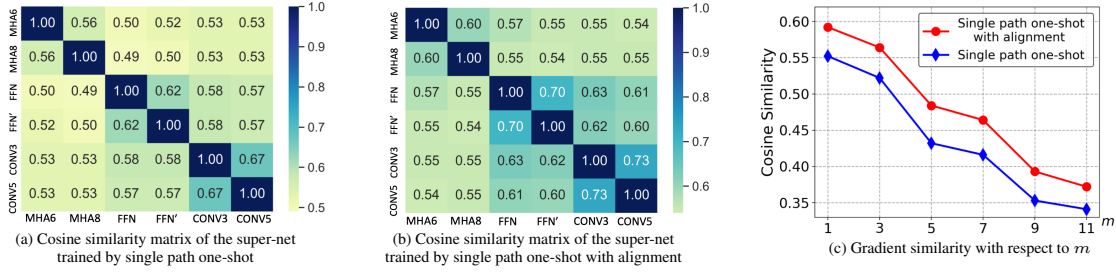 MHA6 1.00 0.56 0.50 0.52 0.53 0.53
MHA8 0.56 1.00 0.49 0.50 0.53 0.53
FFN 0.50 0.49 1.00 0.62 0.58 0.57
FFN' 0.52 0.50 0.62 1.00 0.58 0.57
CONV3 0.53 0.53 0.58 0.58 1.00 0.67
CONV5 0.53 0.53 0.57 0.57 0.67 1.00
MHA6 MHA8 FFN FFN' CONV3 CONV5
1.0
0.9
0.8
0.7
0.6
0.5
(a) Cosine similarity matrix of the super-net
trained by single path one-shot
MHA6 1.00 0.60 0.57 0.55 0.55 0.54
MHA8 0.60 1.00 0.55 0.54 0.55 0.55
FFN 0.57 0.55 1.00 0.70 0.63 0.61
FFN' 0.55 0.54 0.70 1.00 0.62 0.60
CONV3 0.55 0.55 0.63 0.62 1.00 0.73
CONV5 0.54 0.55 0.61 0.60 0.73 1.00
MHA6 MHA8 FFN FFN' CONV3 CONV5
1.0
0.9
0.8
0.7
0.6
(b) Cosine similarity matrix of the super-net
trained by single path one-shot with alignment
Cosine Similarity
0.60
0.55
0.50
0.45
0.40
0.35
Single path one-shot
with alignment
Single path one-shot
1 3 5 7 9 11 m
(c) Gradient similarity with respect to m